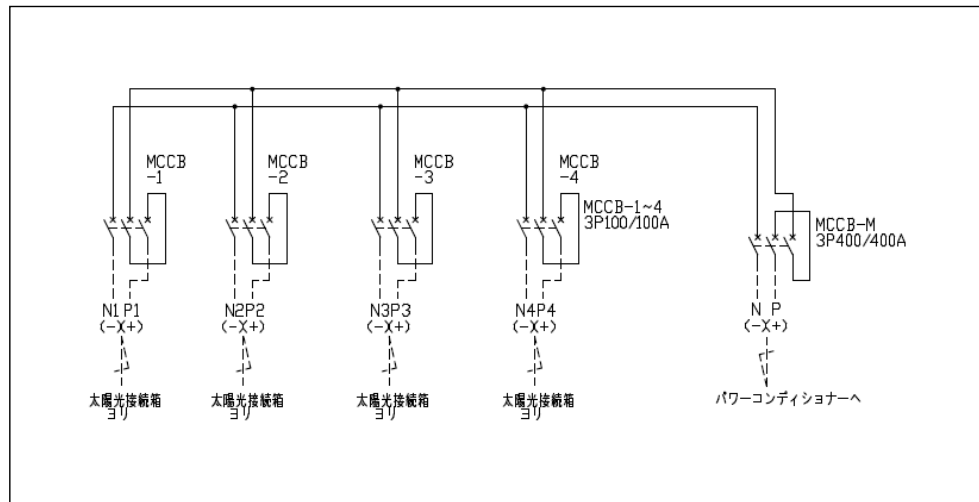 MCCB
-1
MCCB
-2
MCCB
-3
MCCB
-4
MCCB-1~4
3P100/100A
MCCB-M
3P400/400A
N1 P1
(-)(+)
N2P2
(-)(+)
N3P3
(-)(+)
N4P4
(-)(+)
N P
(-)(+)
太陽光接続箱
ヨリ
太陽光接続箱
ヨリ
太陽光接続箱
ヨリ
太陽光接続箱
ヨリ
パワーコンディショナーへ